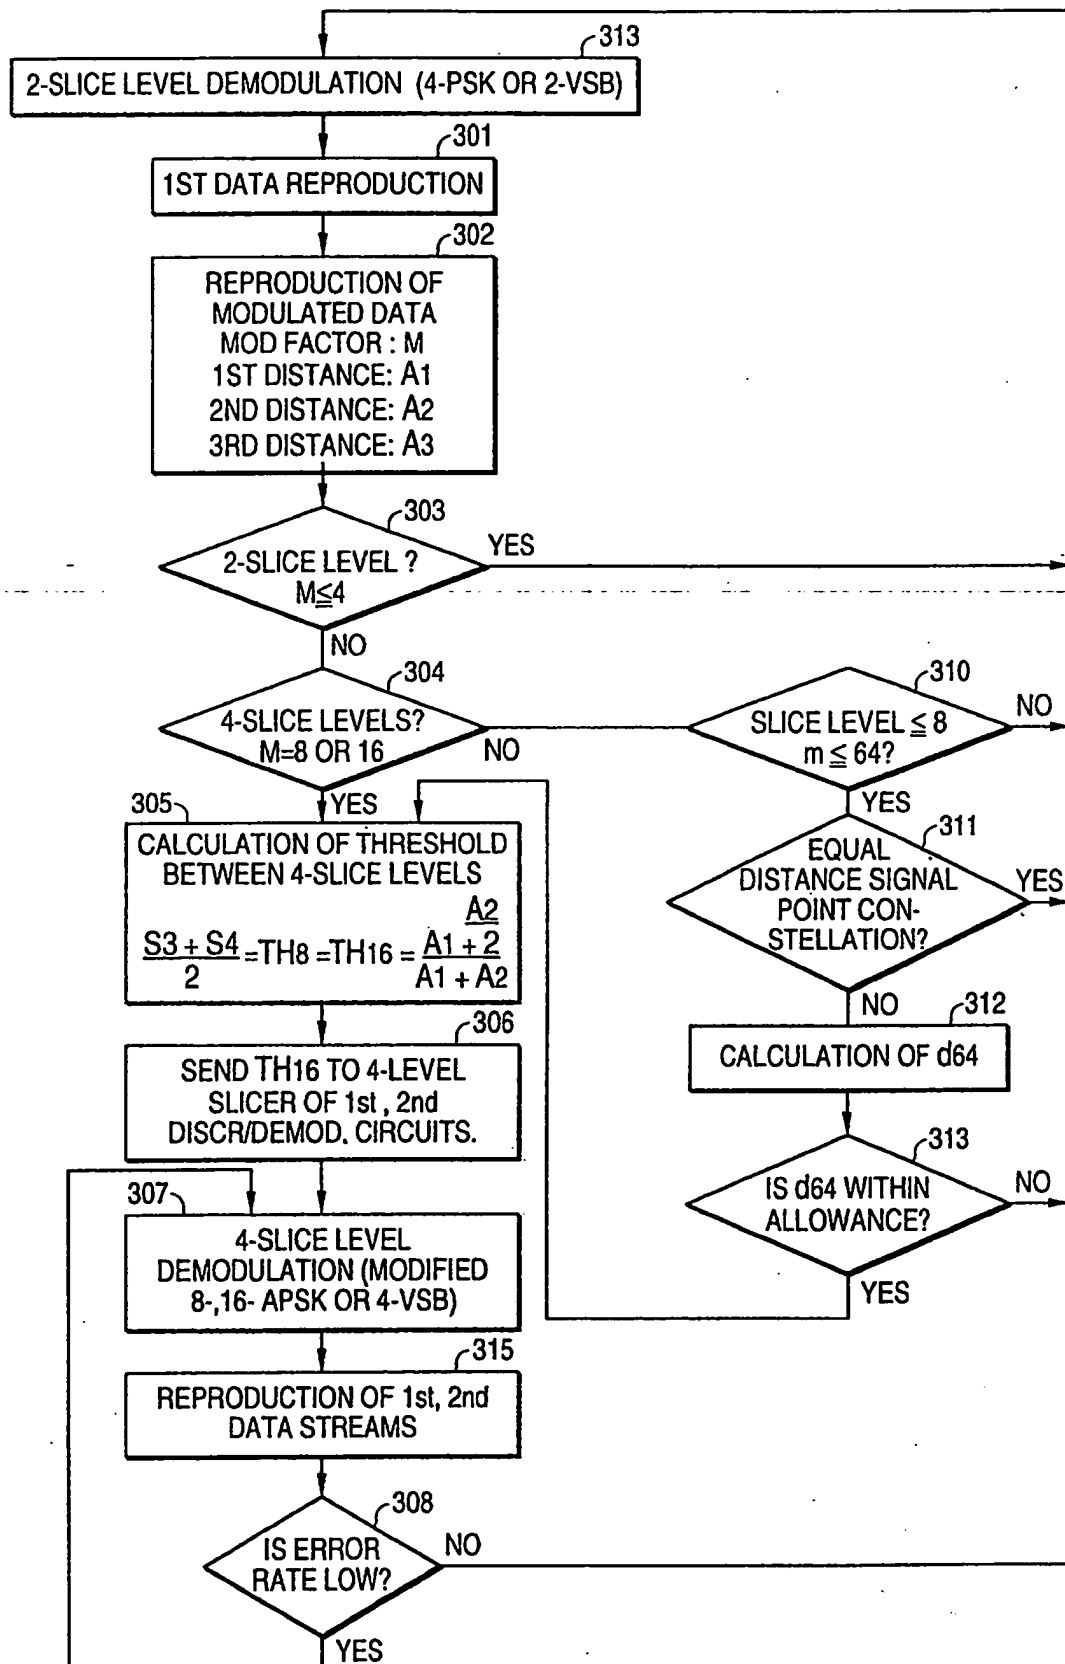 313
2-SLICE LEVEL DEMODULATION (4-PSK OR 2-VSB)
301
1ST DATA REPRODUCTION
302
REPRODUCTION OF
MODULATED DATA
MOD FACTOR : M
1ST DISTANCE: A1
2ND DISTANCE: A2
3RD DISTANCE: A3
303
2-SLICE LEVEL ?
M≦4
YES
NO
304
4-SLICE LEVELS?
M=8 OR 16
NO
YES
310
SLICE LEVEL ≦ 8
m ≦ 64?
NO
YES
305
CALCULATION OF THRESHOLD
BETWEEN 4-SLICE LEVELS
A2
S3 + S4 A1 + 2
=TH8 =TH16 =
2 A1 + A2
311
EQUAL
DISTANCE SIGNAL
POINT CON-
STELLATION?
YES
NO
306
SEND TH16 TO 4-LEVEL
SLICER OF 1st , 2nd
DISCR/DEMOD. CIRCUITS.
312
CALCULATION OF d64
313
IS d64 WITHIN
ALLOWANCE?
NO
YES
307
4-SLICE LEVEL
DEMODULATION (MODIFIED
8-,16- APSK OR 4-VSB)
315
REPRODUCTION OF 1st, 2nd
DATA STREAMS
308
IS ERROR
RATE LOW?
NO
YES